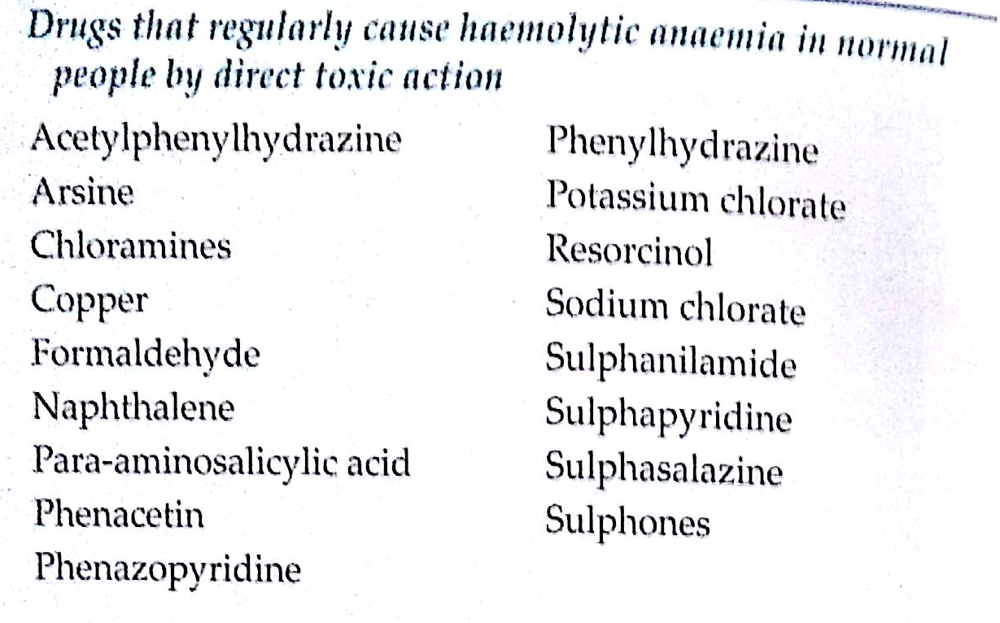 Drugs that regularly cause haemolytic anaemia in normal
people by direct toxic action
Acetylphenylhydrazine
Arsine
Chloramines
Copper
Formaldehyde
Naphthalene
Para-aminosalicylic acid
Phenacetin
Phenazopyridine
Phenylhydrazine
Potassium chlorate
Resorcinol
Sodium chlorate
Sulphanilamide
Sulphapyridine
Sulphasalazine
Sulphones